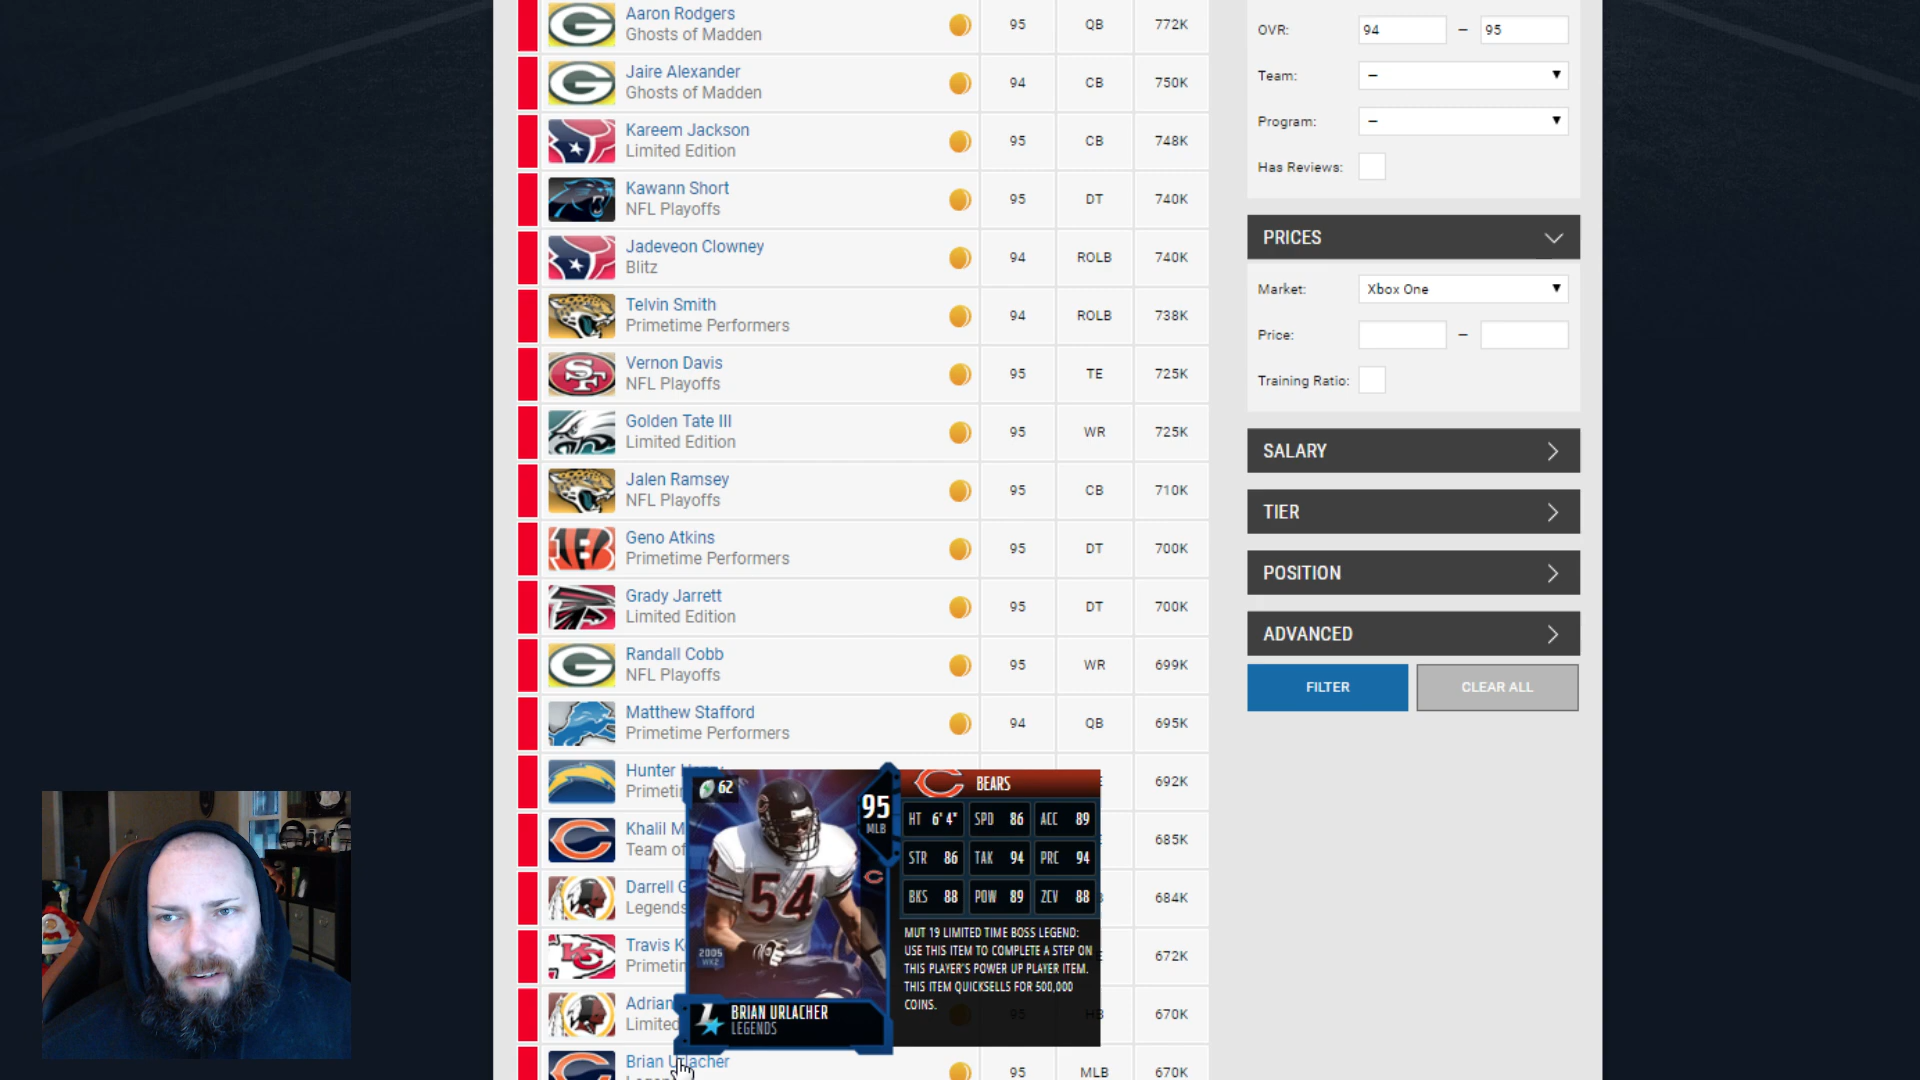 Aaron Rodgers
Ghosts of Madden
95 QB 772K
Jaire Alexander
Ghosts of Madden
94 CB 750K
Kareem Jackson
Limited Edition
95 CB 748K
Kawann Short
NFL Playoffs
95 DT 740K
Jadeveon Clowney
Blitz
94 ROLB 740K
Telvin Smith
Primetime Performers
94 ROLB 738K
Vernon Davis
NFL Playoffs
95 TE 725K
Golden Tate III
Limited Edition
95 WR 725K
Jalen Ramsey
NFL Playoffs
95 CB 710K
Geno Atkins
Primetime Performers
95 DT 700K
Grady Jarrett
Limited Edition
95 DT 700K
Randall Cobb
NFL Playoffs
95 WR 699K
Matthew Stafford
Primetime Performers
94 QB 695K
Hunter
692K
Khalil M
Team of
685K
Darrell G
Legends
684K
Travis K
Primetim
672K
Adrian
Limited
95 HB 670K
Brian Urlacher
95 MLB 670K
62
95
MLB
54
2005
WK2
BRIAN URLACHER
LEGENDS
BEARS
HT 6' 4" SPD 86 ACC 89
STR 86 TAK 94 PRC 94
BKS 88 POW 89 ZCV 88
MUT 19 LIMITED TIME BOSS LEGEND:
USE THIS ITEM TO COMPLETE A STEP ON
THIS PLAYER'S POWER UP PLAYER ITEM.
THIS ITEM QUICKSELLS FOR 500,000
COINS.
OVR: 94 – 95
Team: –
Program: –
Has Reviews:
PRICES
Market: Xbox One
Price: –
Training Ratio:
SALARY
TIER
POSITION
ADVANCED
FILTER CLEAR ALL